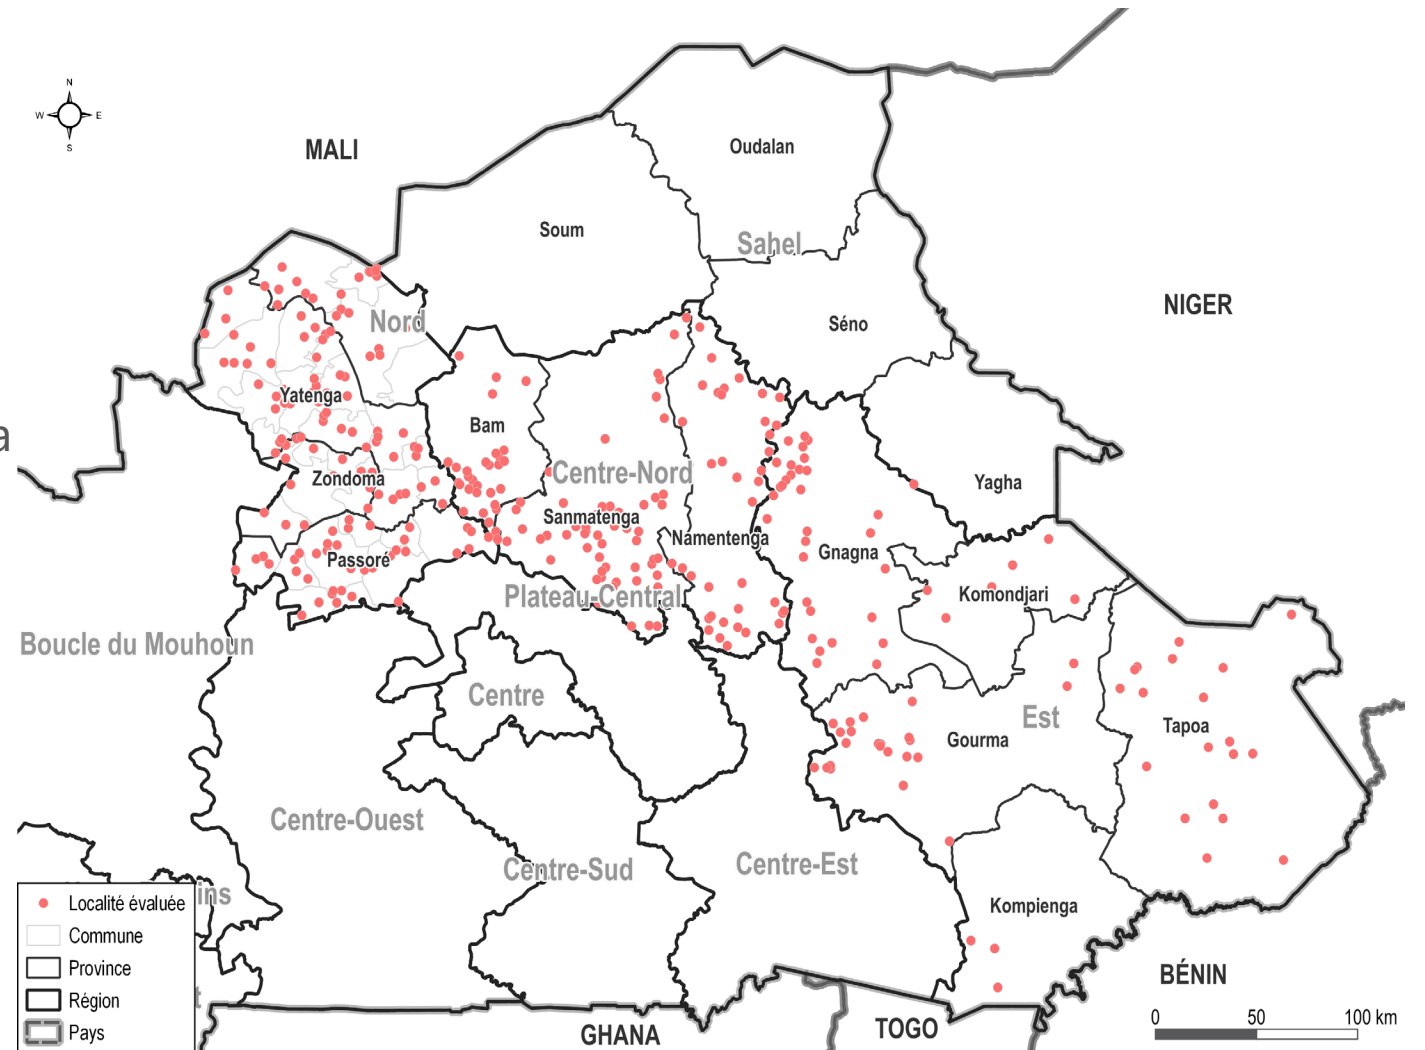 N
W E
S
MALI
Oudalan
Soum
Sahel
NIGER
Nord
Séno
a
Yatenga
Bam
Zondoma
Centre-Nord
Yagha
Sanmatenga
Namentenga
Gnagna
Passoré
Komondjari
Plateau-Central
Boucle du Mouhoun
Centre
Est
Tapoa
Gourma
Centre-Ouest
Centre-Sud
Centre-Est
ins
Localité évaluée
Kompienga
Commune
Province
BÉNIN
Région
t
Pays
GHANA
TOGO
0 50 100 km